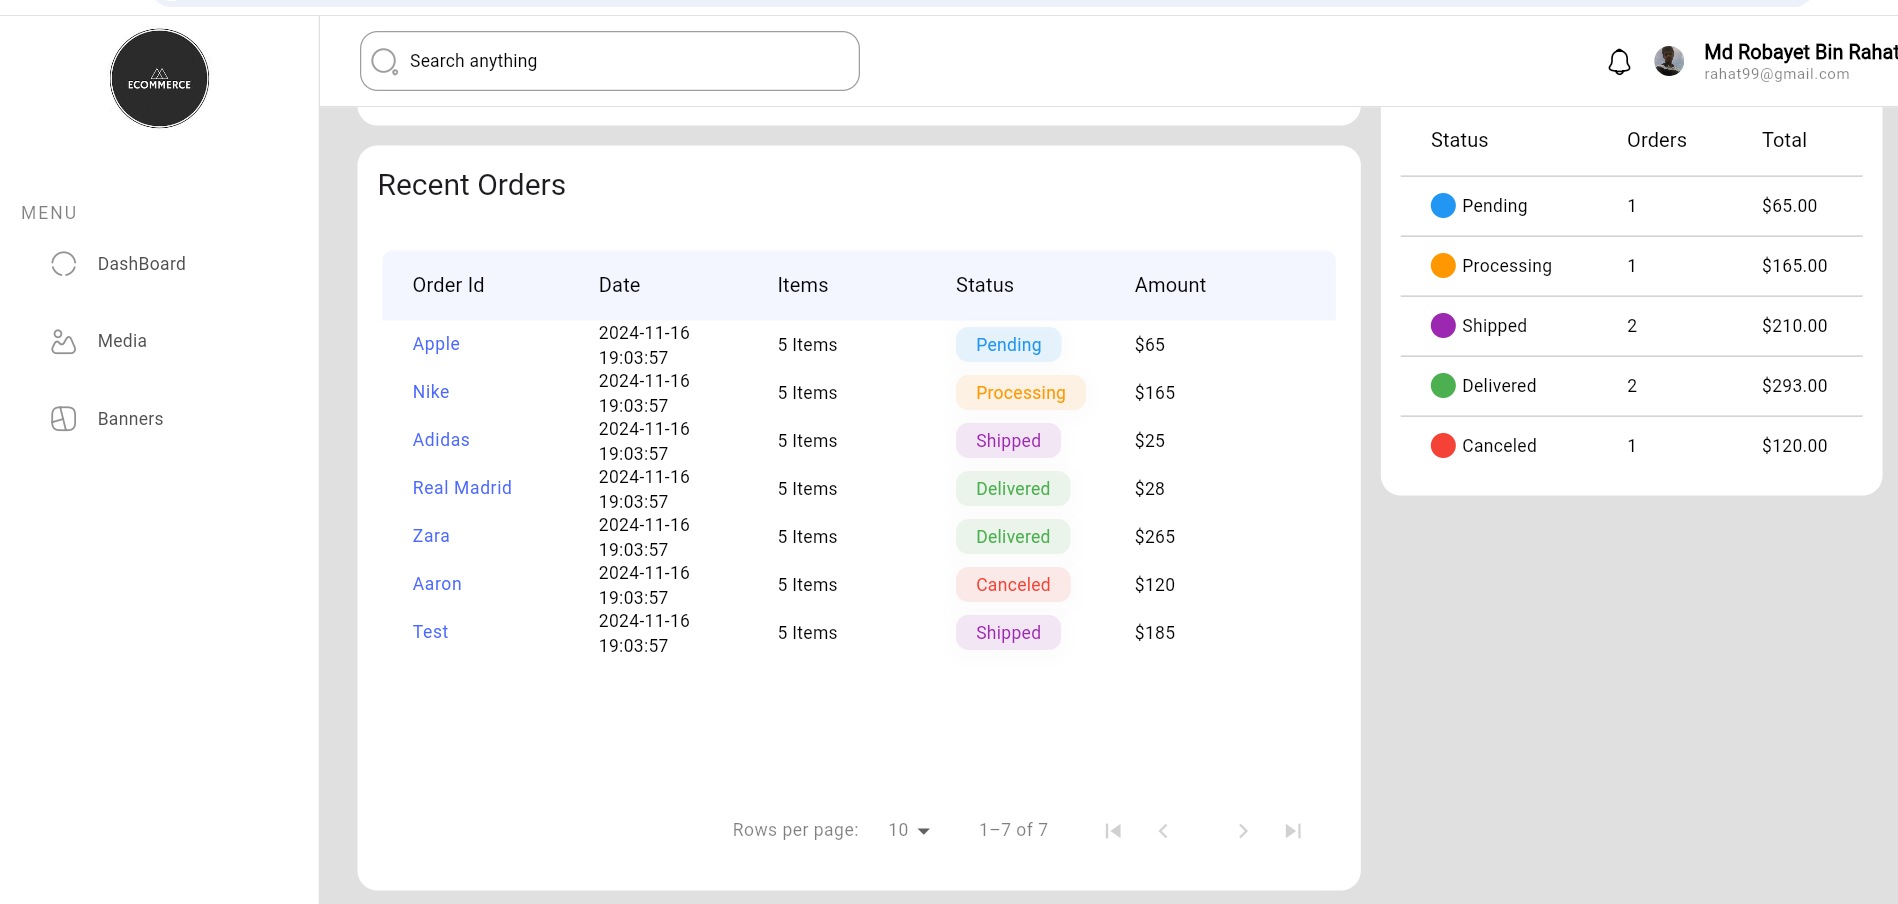 ECOMMERCE
MENU
DashBoard
Media
Banners
Search anything
Md Robayet Bin Rahat
rahat99@gmail.com
Recent Orders
Order Id Date Items Status Amount
Apple 2024-11-16 19:03:57 5 Items Pending $65
Nike 2024-11-16 19:03:57 5 Items Processing $165
Adidas 2024-11-16 19:03:57 5 Items Shipped $25
Real Madrid 2024-11-16 19:03:57 5 Items Delivered $28
Zara 2024-11-16 19:03:57 5 Items Delivered $265
Aaron 2024-11-16 19:03:57 5 Items Canceled $120
Test 2024-11-16 19:03:57 5 Items Shipped $185
Rows per page: 10 1–7 of 7
Status Orders Total
Pending 1 $65.00
Processing 1 $165.00
Shipped 2 $210.00
Delivered 2 $293.00
Canceled 1 $120.00